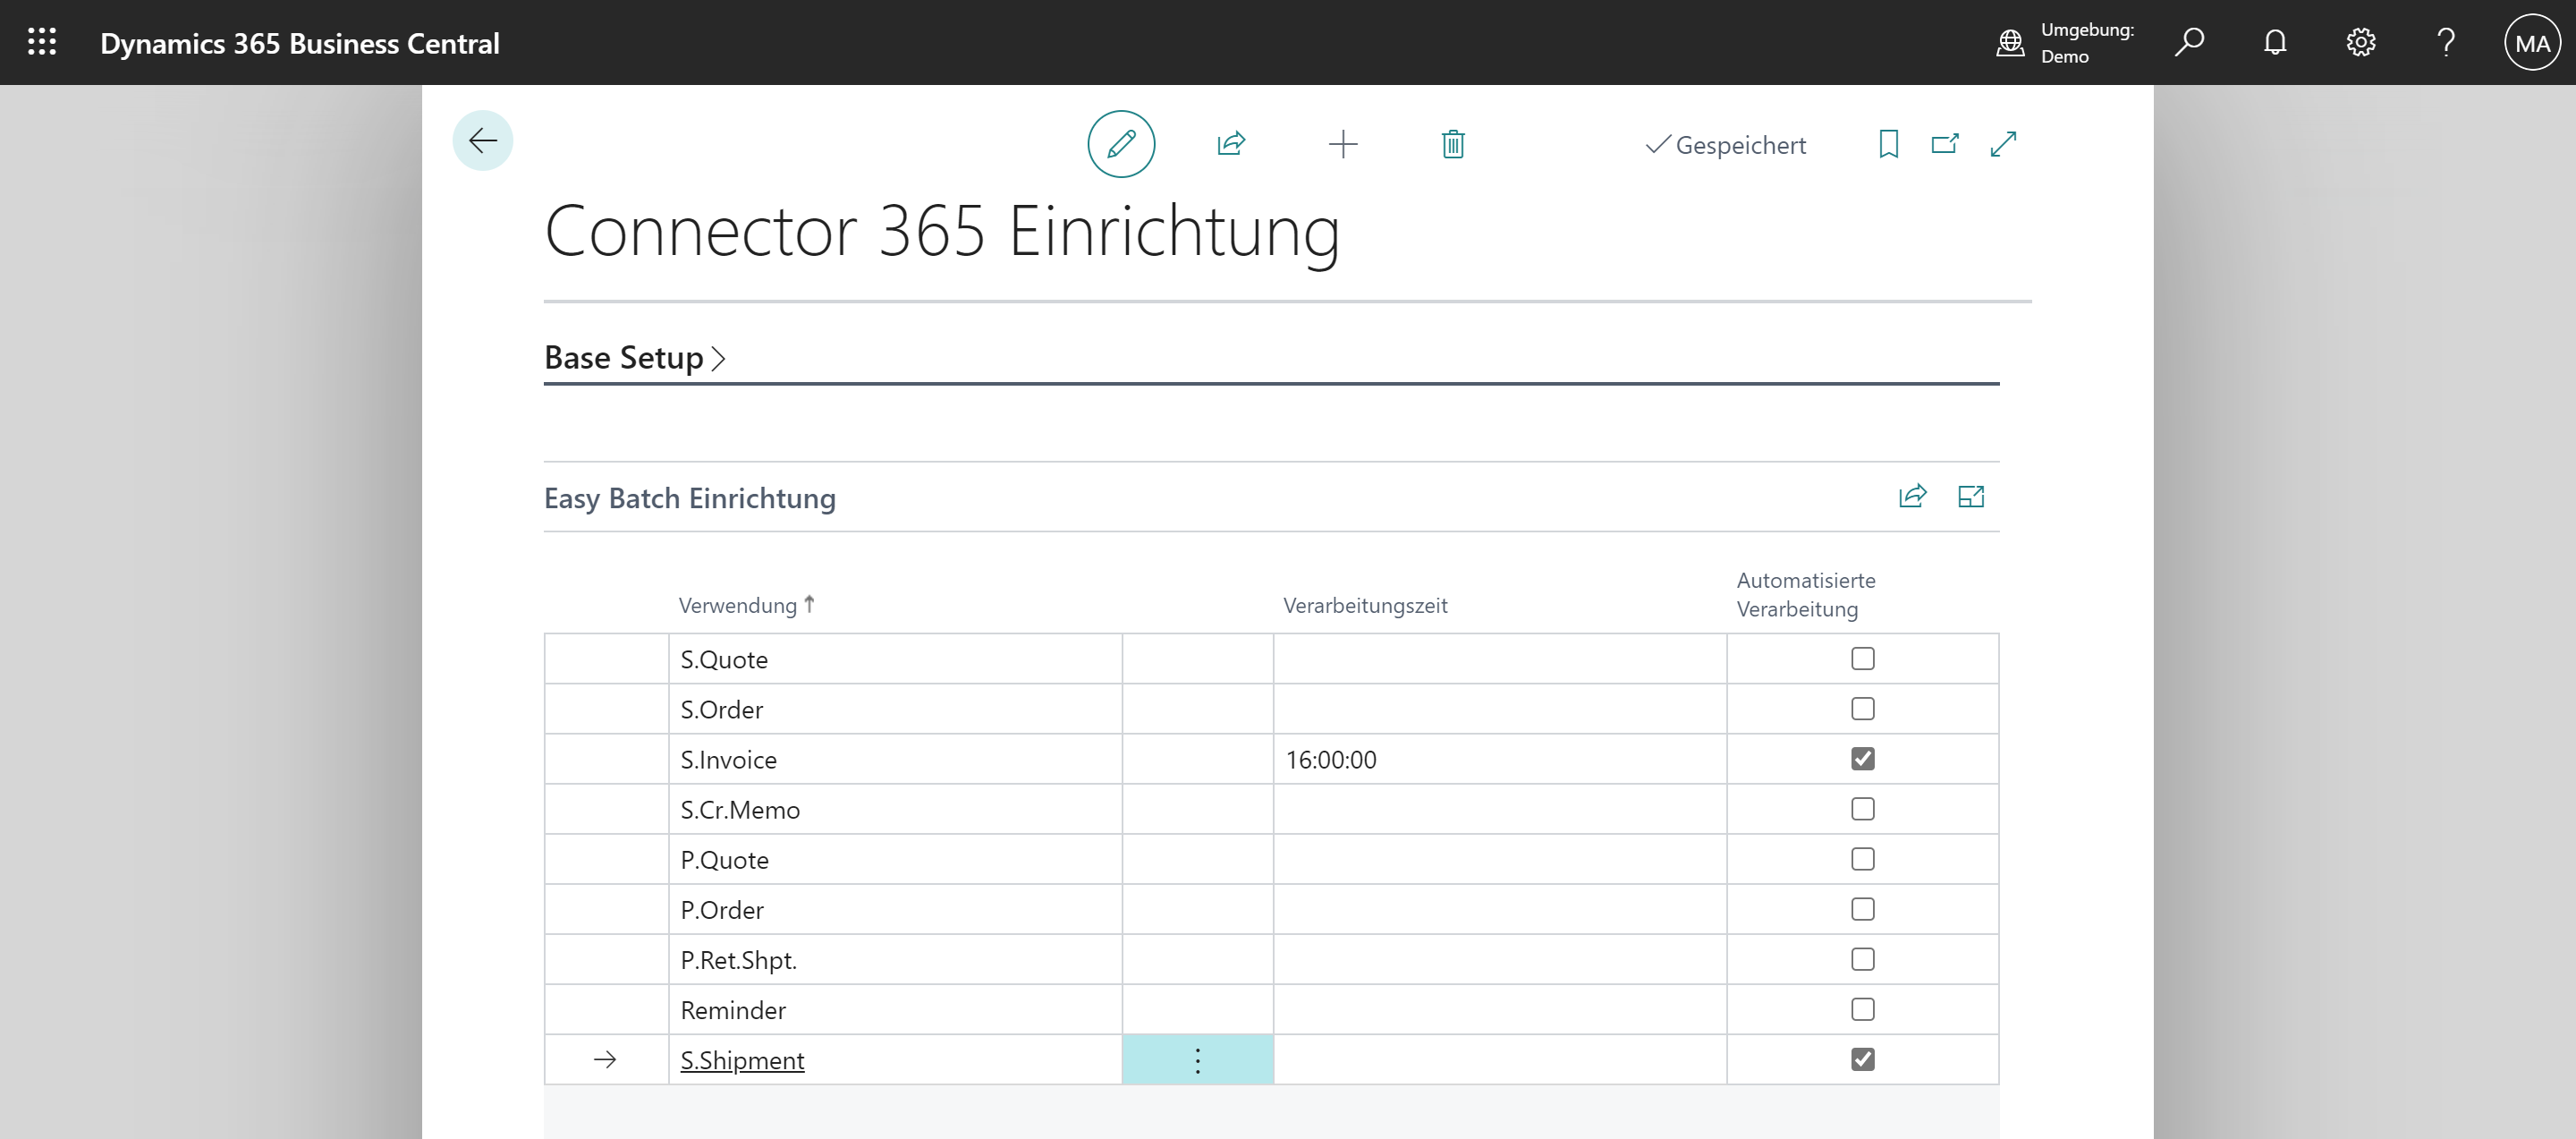 Dynamics 365 Business Central
Umgebung:
Demo
MA
Gespeichert
Connector 365 Einrichtung
Base Setup
Easy Batch Einrichtung
Verwendung
Verarbeitungszeit
Automatisierte
Verarbeitung
S.Quote
S.Order
S.Invoice 16:00:00
S.Cr.Memo
P.Quote
P.Order
P.Ret.Shpt.
Reminder
S.Shipment